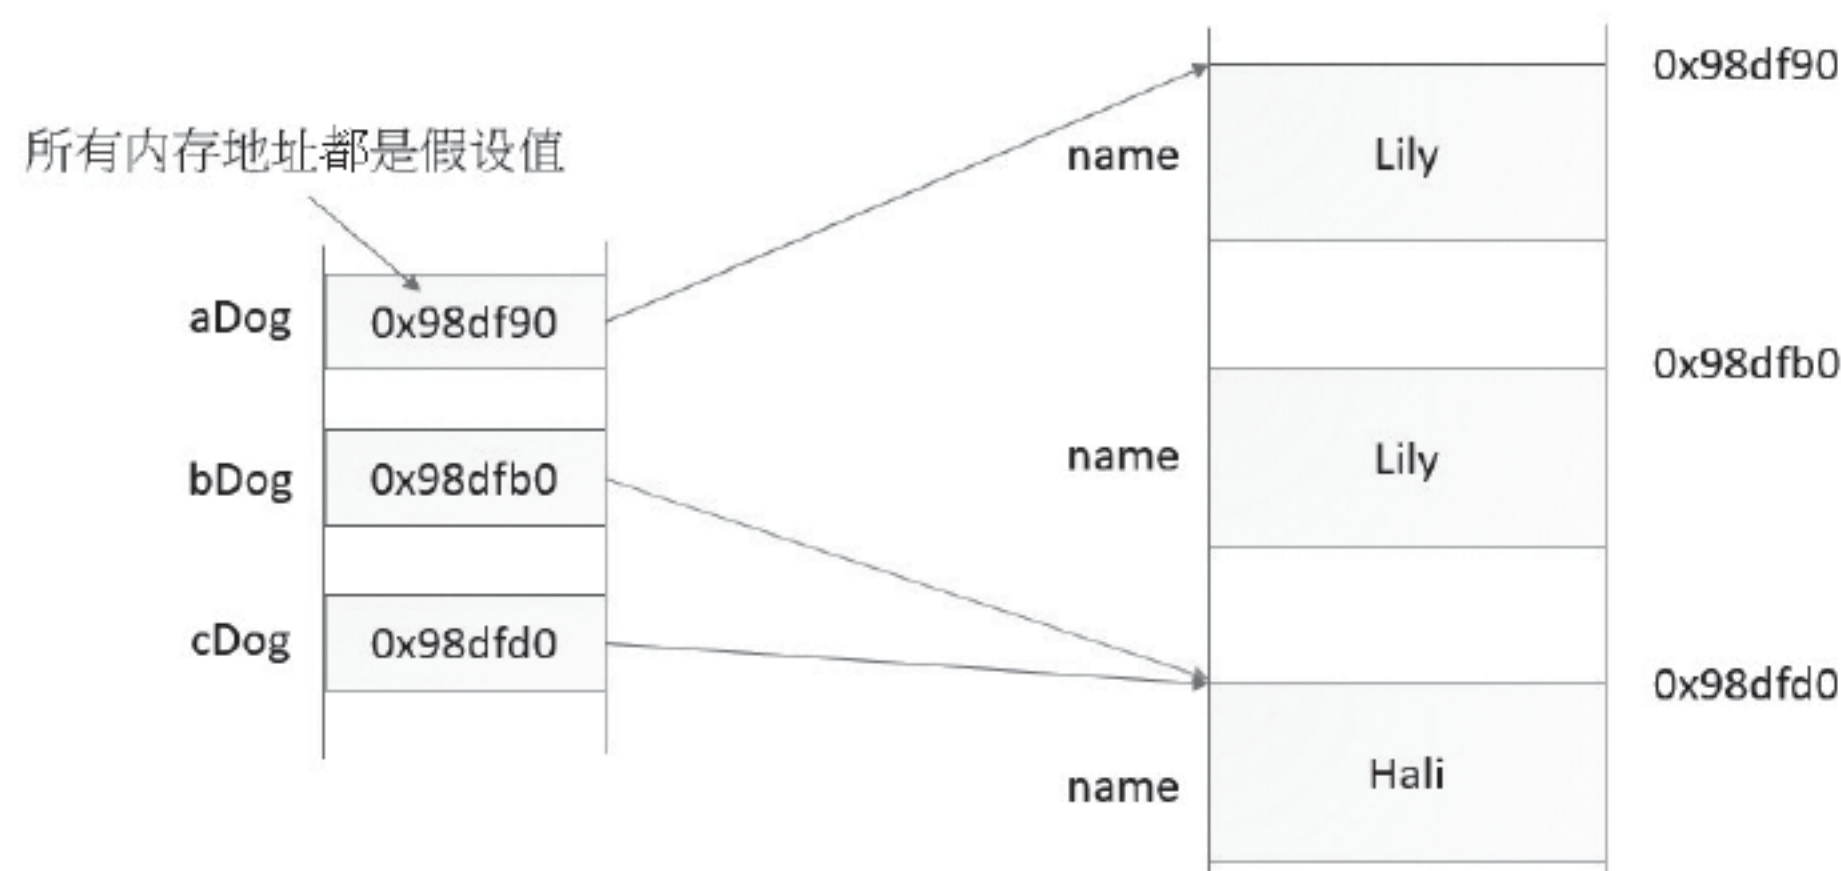 所有内存地址都是假设值
aDog 0x98df90
bDog 0x98dfb0
cDog 0x98dfd0
0x98df90
name Lily
0x98dfb0
name Lily
0x98dfd0
name Hali